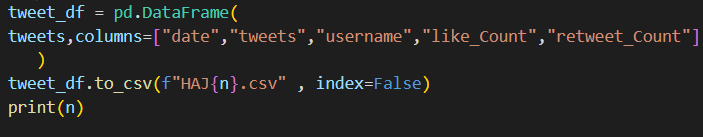 tweet_df = pd.DataFrame(
tweets,columns=["date","tweets","username","like_Count","retweet_Count"]
)
tweet_df.to_csv(f"HAJ{n}.csv" , index=False)
print(n)